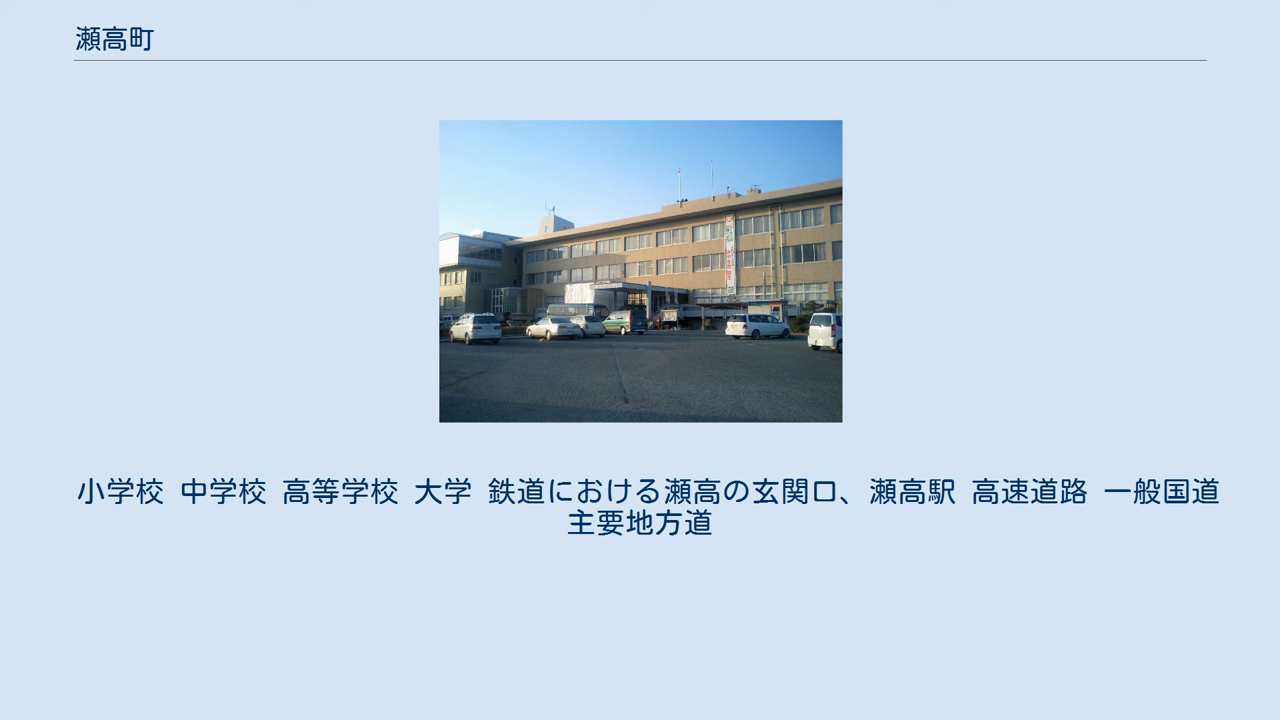 瀬高町
小学校 中学校 高等学校 大学 鉄道における瀬高の玄関口、瀬高駅 高速道路 一般国道
主要地方道